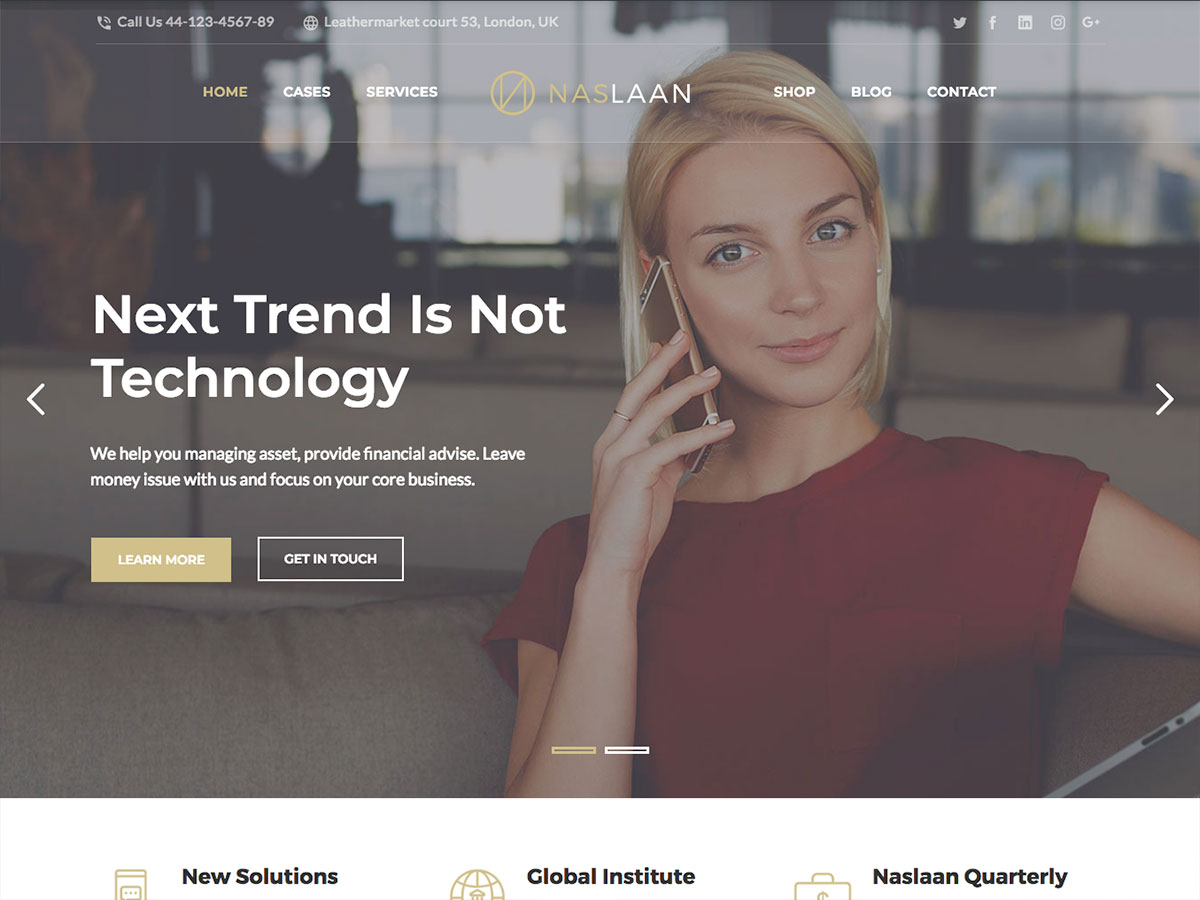 Call Us 44-123-4567-89
Leathermarket court 53, London, UK
HOME
CASES
SERVICES
NASLAAN
SHOP
BLOG
CONTACT
Next Trend Is Not
Technology
We help you managing asset, provide financial advise. Leave
money issue with us and focus on your core business.
LEARN MORE
GET IN TOUCH
New Solutions
Global Institute
Naslaan Quarterly